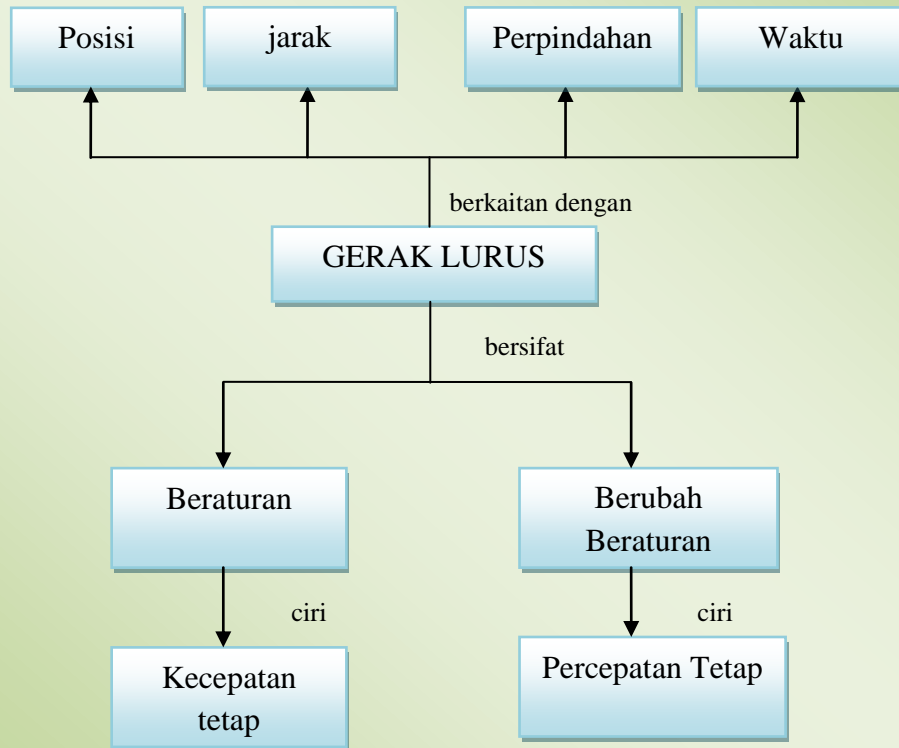 Posisi
jarak
Perpindahan
Waktu
berkaitan dengan
GERAK LURUS
bersifat
Beraturan
Berubah
Beraturan
ciri
ciri
Kecepatan
tetap
Percepatan Tetap